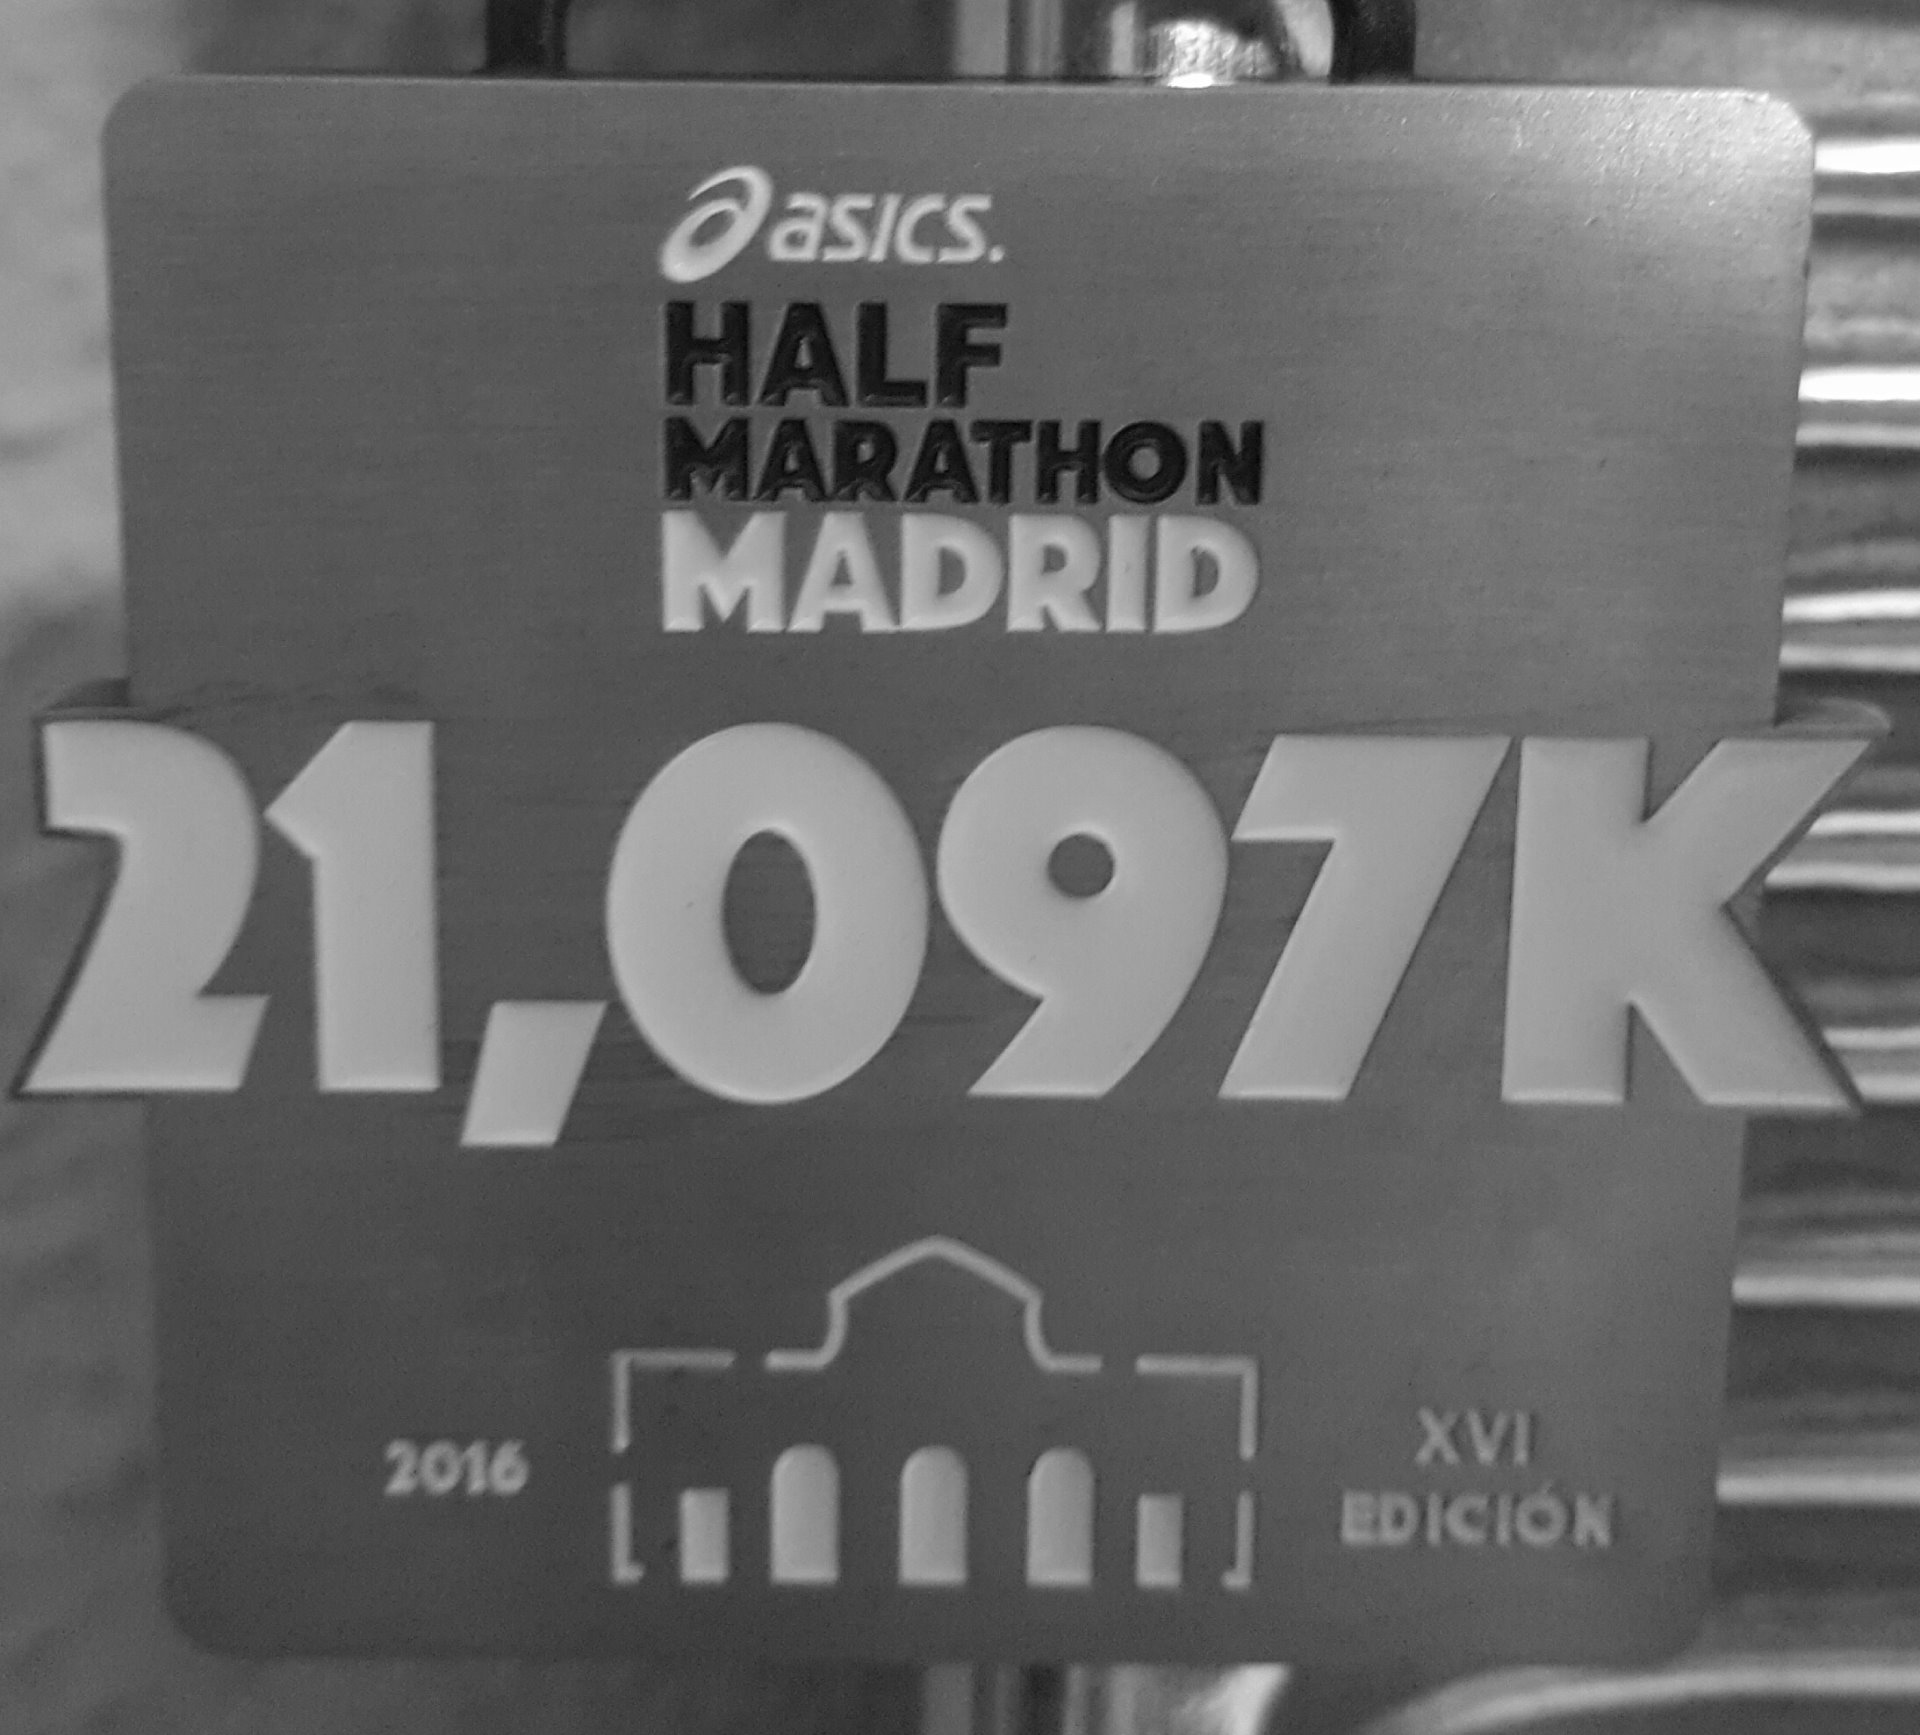 asics.
HALF
MARATHON
MADRID
21,097K
2016
XVI
EDICIÓN